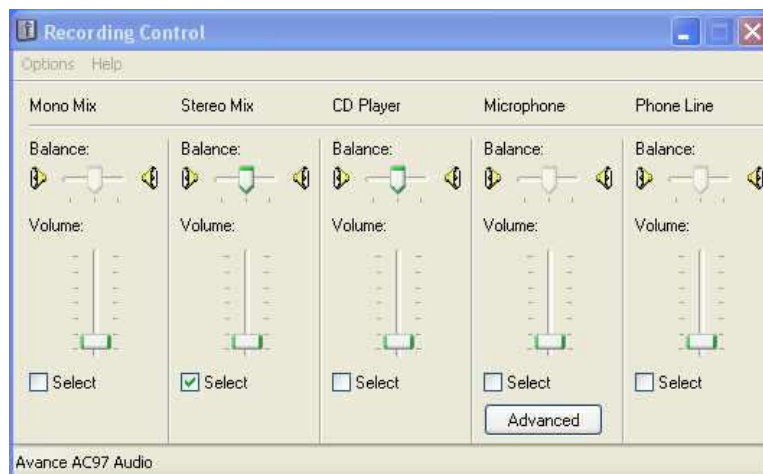 Recording Control
Options Help
Mono Mix Stereo Mix CD Player Microphone Phone Line
Balance: Balance: Balance: Balance: Balance:
Volume: Volume: Volume: Volume: Volume:
Select Select Select Select Select
Advanced
Avance AC97 Audio